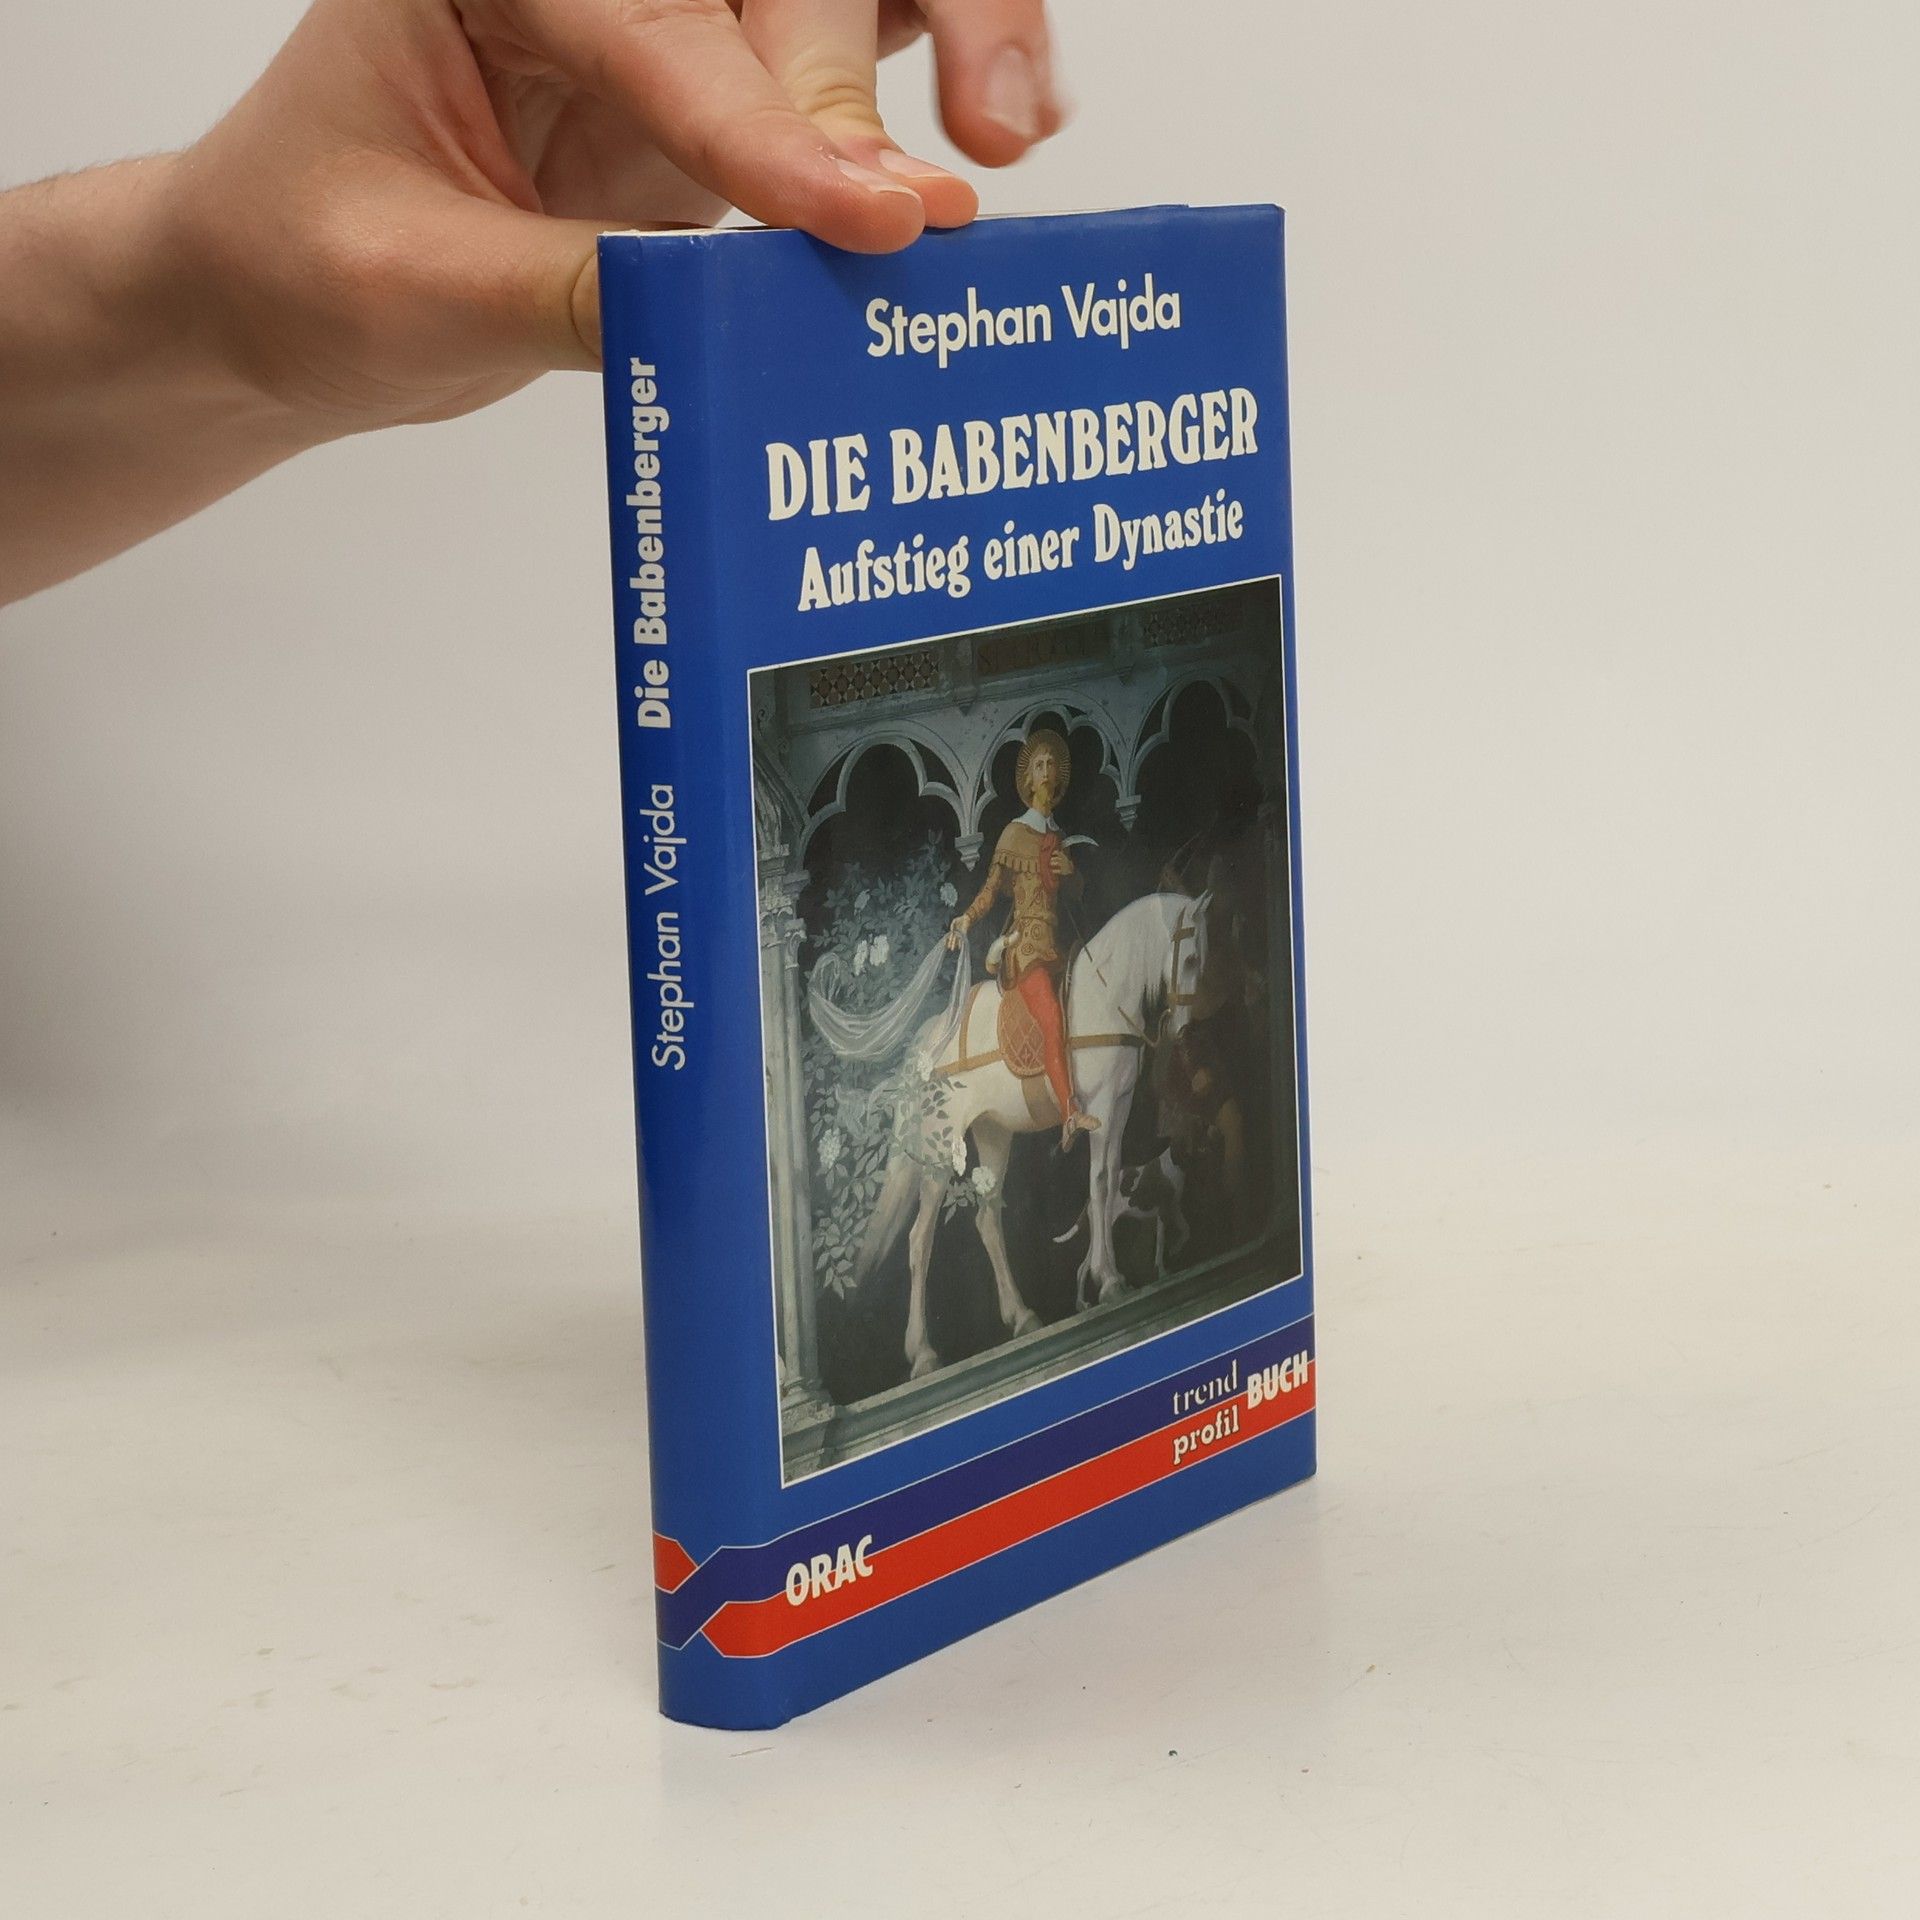 Stephan Vajda
DIE BABENBERGER
Aufstieg einer Dynastie
trend
profil
BUCH
ORAC
Stephan Vajda Die Babenberger